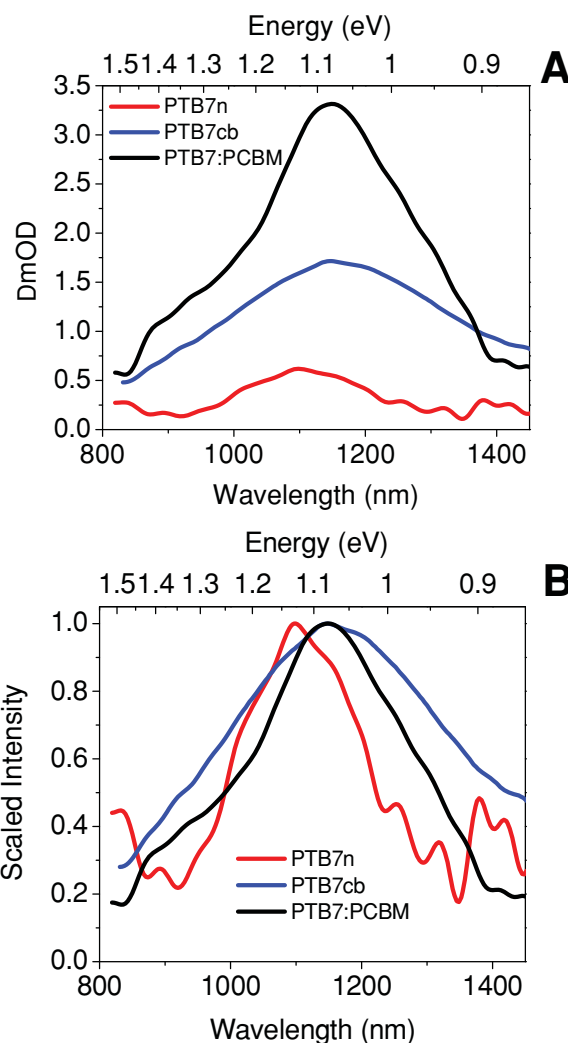 Energy (eV)
1.5 1.4 1.3 1.2 1.1 1 0.9
A
3.5
3.0
2.5
2.0
1.5
1.0
0.5
0.0
DmOD
PTB7n
PTB7cb
PTB7:PCBM
800 1000 1200 1400
Wavelength (nm)
Energy (eV)
1.5 1.4 1.3 1.2 1.1 1 0.9
B
1.0
0.8
0.6
0.4
0.2
0.0
Scaled Intensity
PTB7n
PTB7cb
PTB7:PCBM
800 1000 1200 1400
Wavelength (nm)